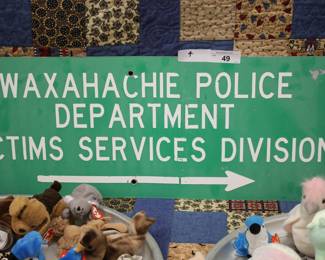 49
WAXAHACHIE POLICE
DEPARTMENT
CTIMS SERVICES DIVISION